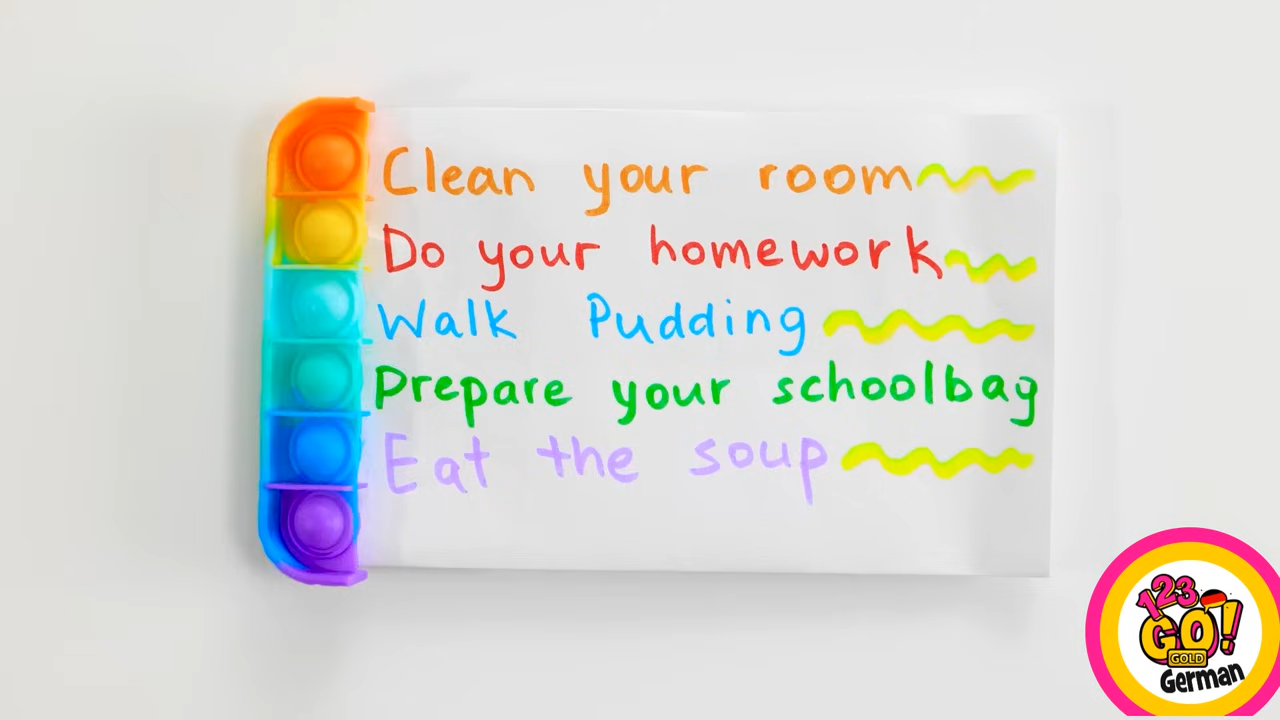 Clean your room
Do your homework
Walk Pudding
Prepare your schoolbag
Eat the soup
123
GO!
GOLD
German